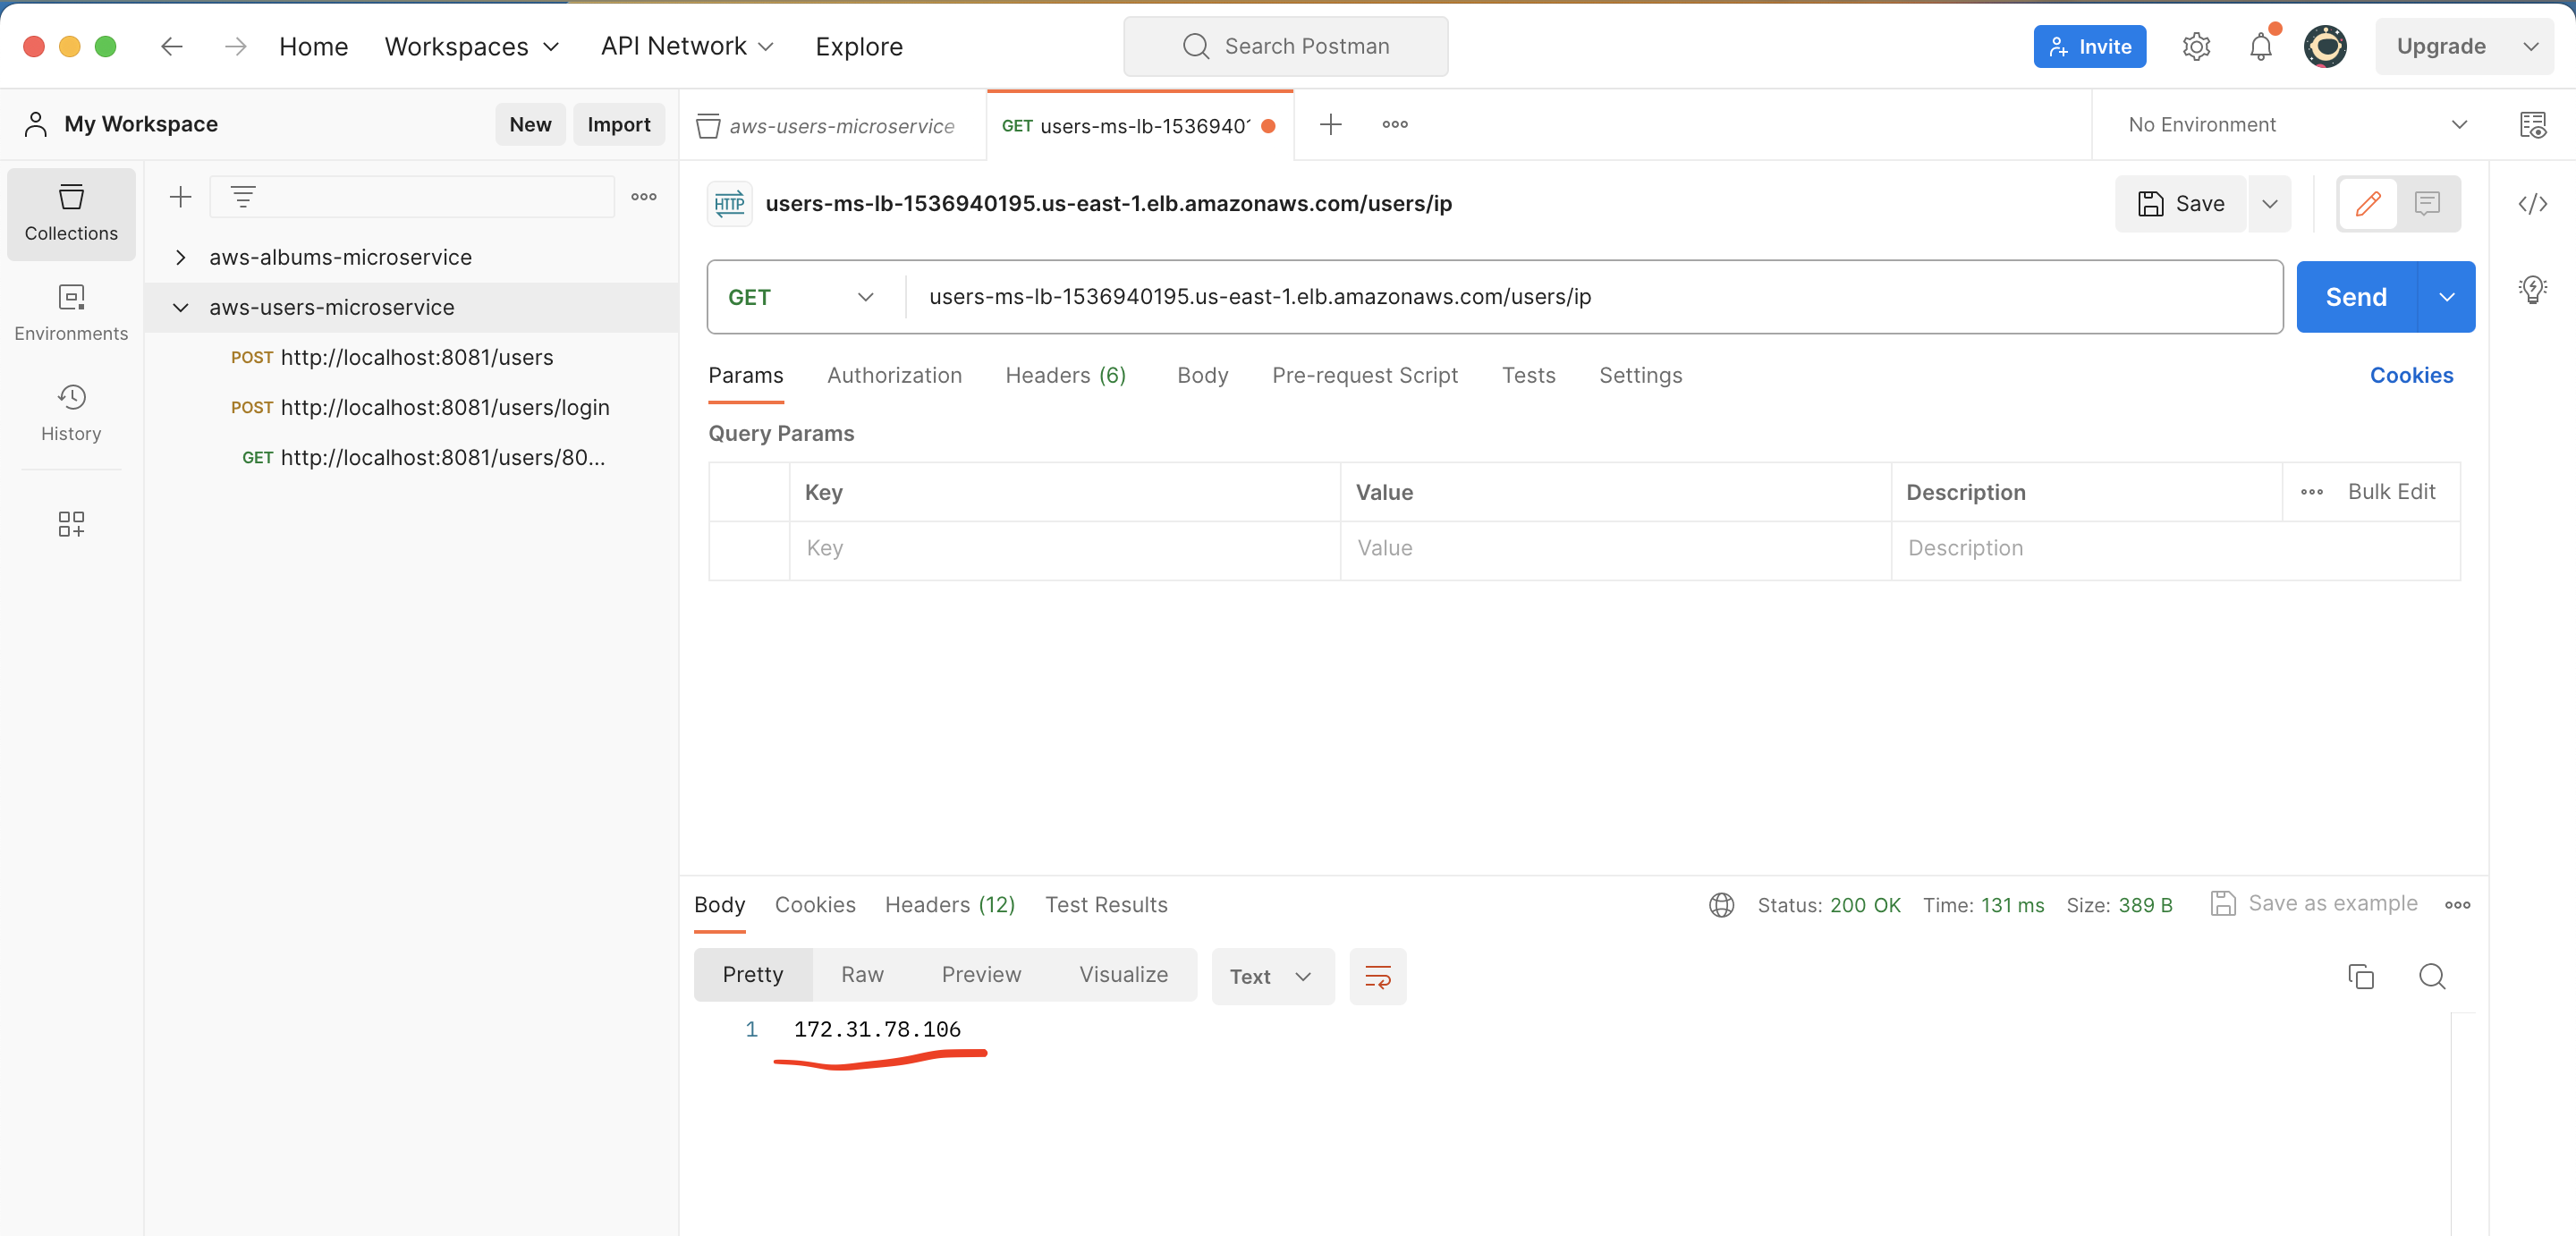 Home Workspaces API Network Explore Search Postman Invite Upgrade
My Workspace New Import aws-users-microservice GET users-ms-lb-1536940 No Environment
Collections
Environments
History
aws-albums-microservice
aws-users-microservice
POST http://localhost:8081/users
POST http://localhost:8081/users/login
GET http://localhost:8081/users/80...
HTTP users-ms-lb-1536940195.us-east-1.elb.amazonaws.com/users/ip Save
GET users-ms-lb-1536940195.us-east-1.elb.amazonaws.com/users/ip Send
Params Authorization Headers (6) Body Pre-request Script Tests Settings Cookies
Query Params
Key Value Description Bulk Edit
Key Value Description
Body Cookies Headers (12) Test Results Status: 200 OK Time: 131 ms Size: 389 B Save as example
Pretty Raw Preview Visualize Text
1 172.31.78.106